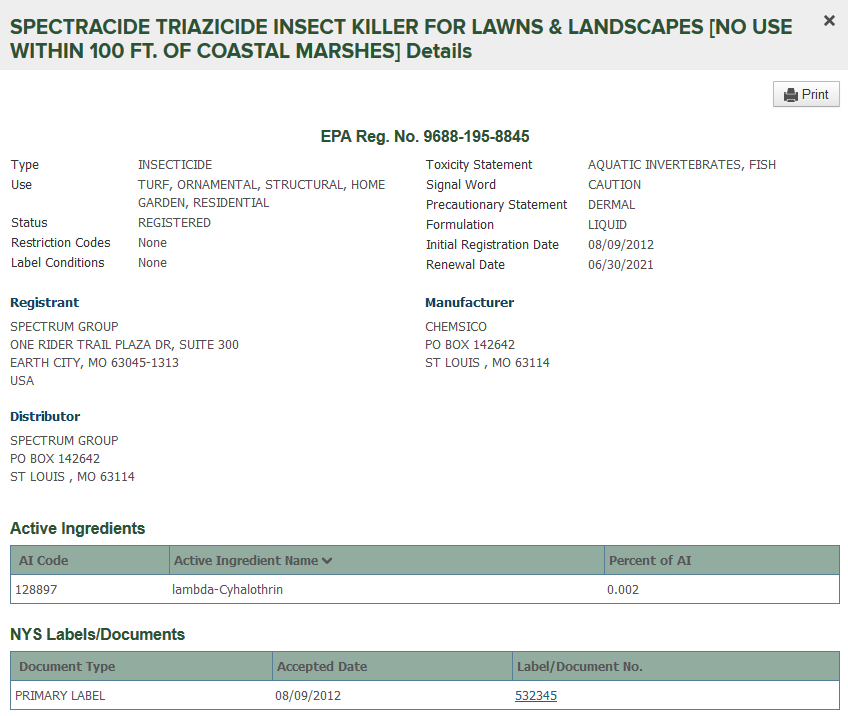 SPECTRACIDE TRIAZICIDE INSECT KILLER FOR LAWNS & LANDSCAPES [NO USE
WITHIN 100 FT. OF COASTAL MARSHES] Details
×
Print
EPA Reg. No. 9688-195-8845
Type INSECTICIDE
Use TURF, ORNAMENTAL, STRUCTURAL, HOME
GARDEN, RESIDENTIAL
Status REGISTERED
Restriction Codes None
Label Conditions None
Toxicity Statement AQUATIC INVERTEBRATES, FISH
Signal Word CAUTION
Precautionary Statement DERMAL
Formulation LIQUID
Initial Registration Date 08/09/2012
Renewal Date 06/30/2021
Registrant
SPECTRUM GROUP
ONE RIDER TRAIL PLAZA DR, SUITE 300
EARTH CITY, MO 63045-1313
USA
Manufacturer
CHEMSICO
PO BOX 142642
ST LOUIS , MO 63114
Distributor
SPECTRUM GROUP
PO BOX 142642
ST LOUIS , MO 63114
Active Ingredients
AI Code Active Ingredient Name Percent of AI
128897 lambda-Cyhalothrin 0.002
NYS Labels/Documents
Document Type Accepted Date Label/Document No.
PRIMARY LABEL 08/09/2012 532345